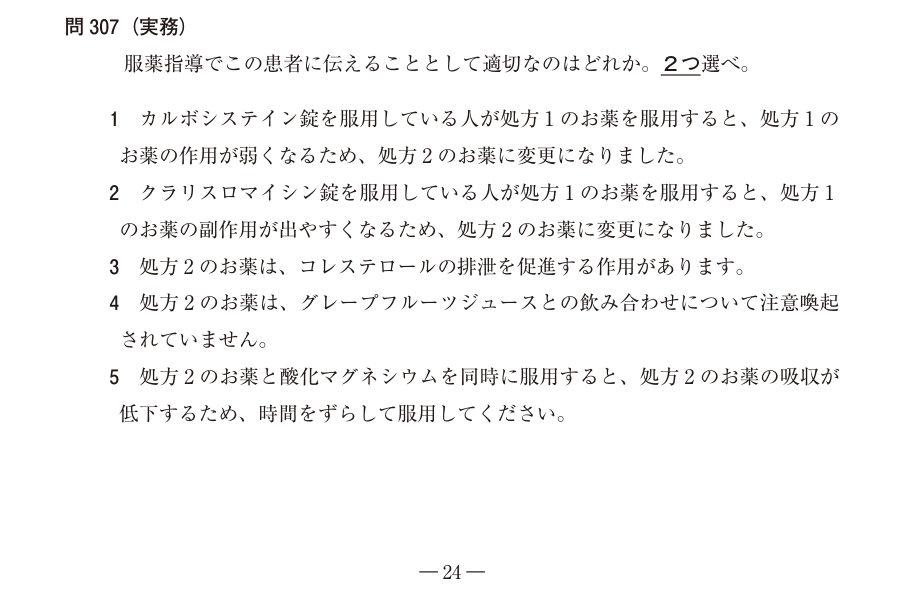 問 307（実務）
服薬指導でこの患者に伝えることとして適切なのはどれか。２つ選べ。
1　カルボシステイン錠を服用している人が処方１のお薬を服用すると、処方１の
お薬の作用が弱くなるため、処方２のお薬に変更になりました。
2　クラリスロマイシン錠を服用している人が処方１のお薬を服用すると、処方１
のお薬の副作用が出やすくなるため、処方２のお薬に変更になりました。
3　処方２のお薬は、コレステロールの排泄を促進する作用があります。
4　処方２のお薬は、グレープフルーツジュースとの飲み合わせについて注意喚起
されていません。
5　処方２のお薬と酸化マグネシウムを同時に服用すると、処方２のお薬の吸収が
低下するため、時間をずらして服用してください。
― 24 ―